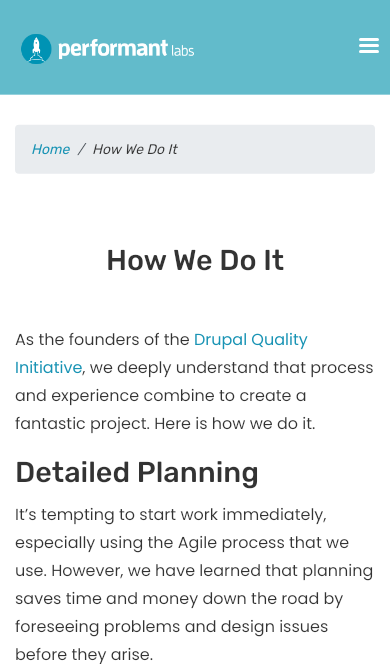 performant labs
Home / How We Do It
How We Do It
As the founders of the Drupal Quality
Initiative, we deeply understand that process
and experience combine to create a
fantastic project. Here is how we do it.
Detailed Planning
It’s tempting to start work immediately,
especially using the Agile process that we
use. However, we have learned that planning
saves time and money down the road by
foreseeing problems and design issues
before they arise.